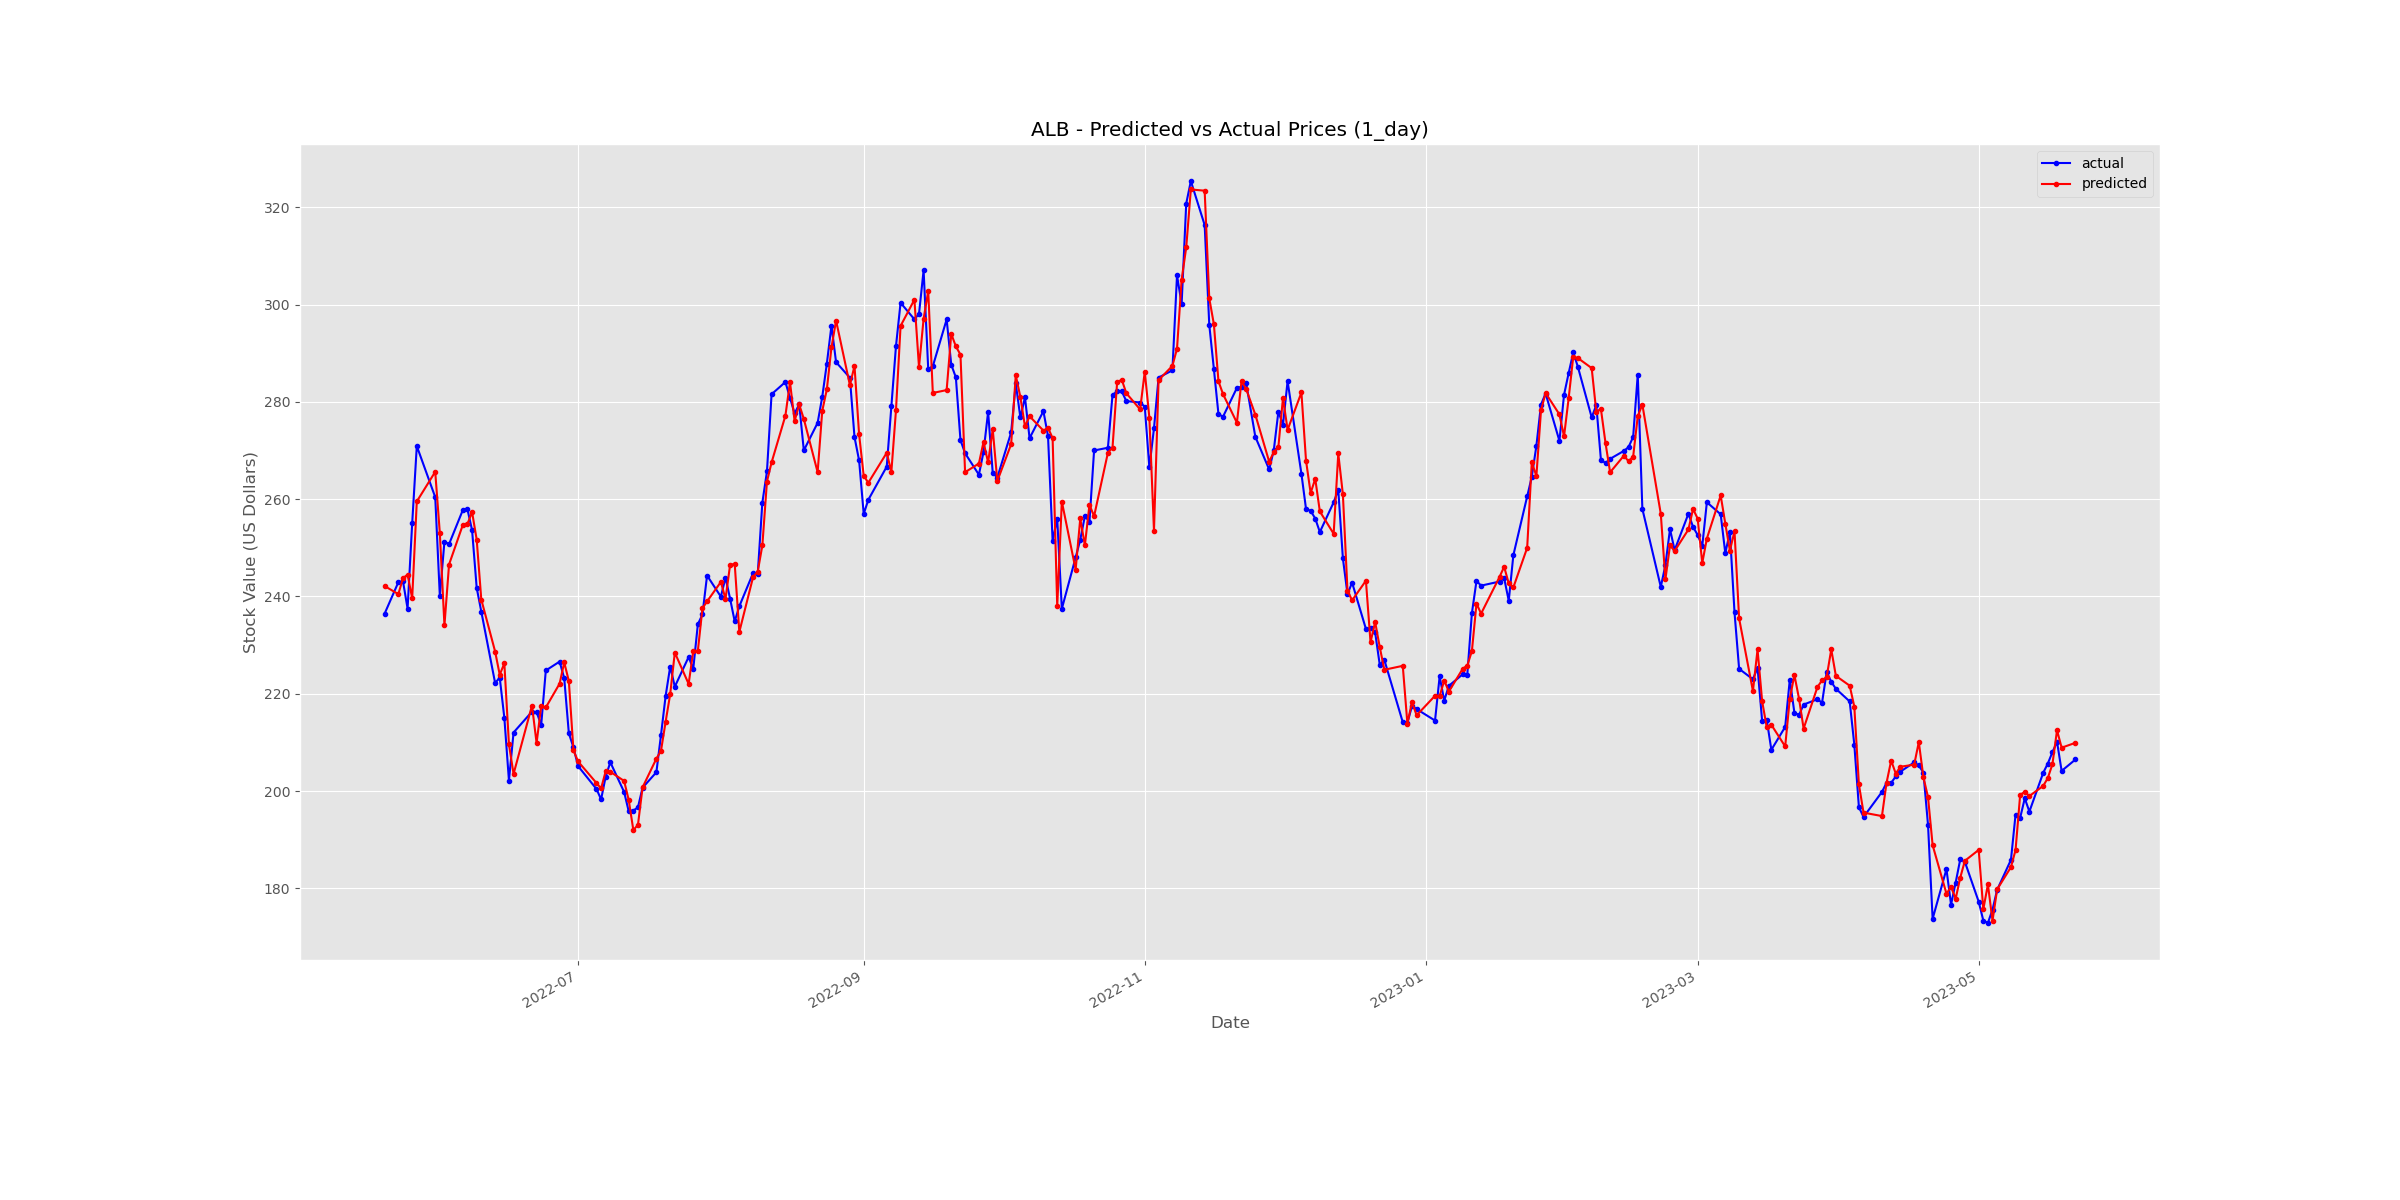 ALB - Predicted vs Actual Prices (1_day)
actual
predicted
320
300
280
260
240
220
200
180
Stock Value (US Dollars)
2022-07
2022-09
2022-11
2023-01
2023-03
2023-05
Date